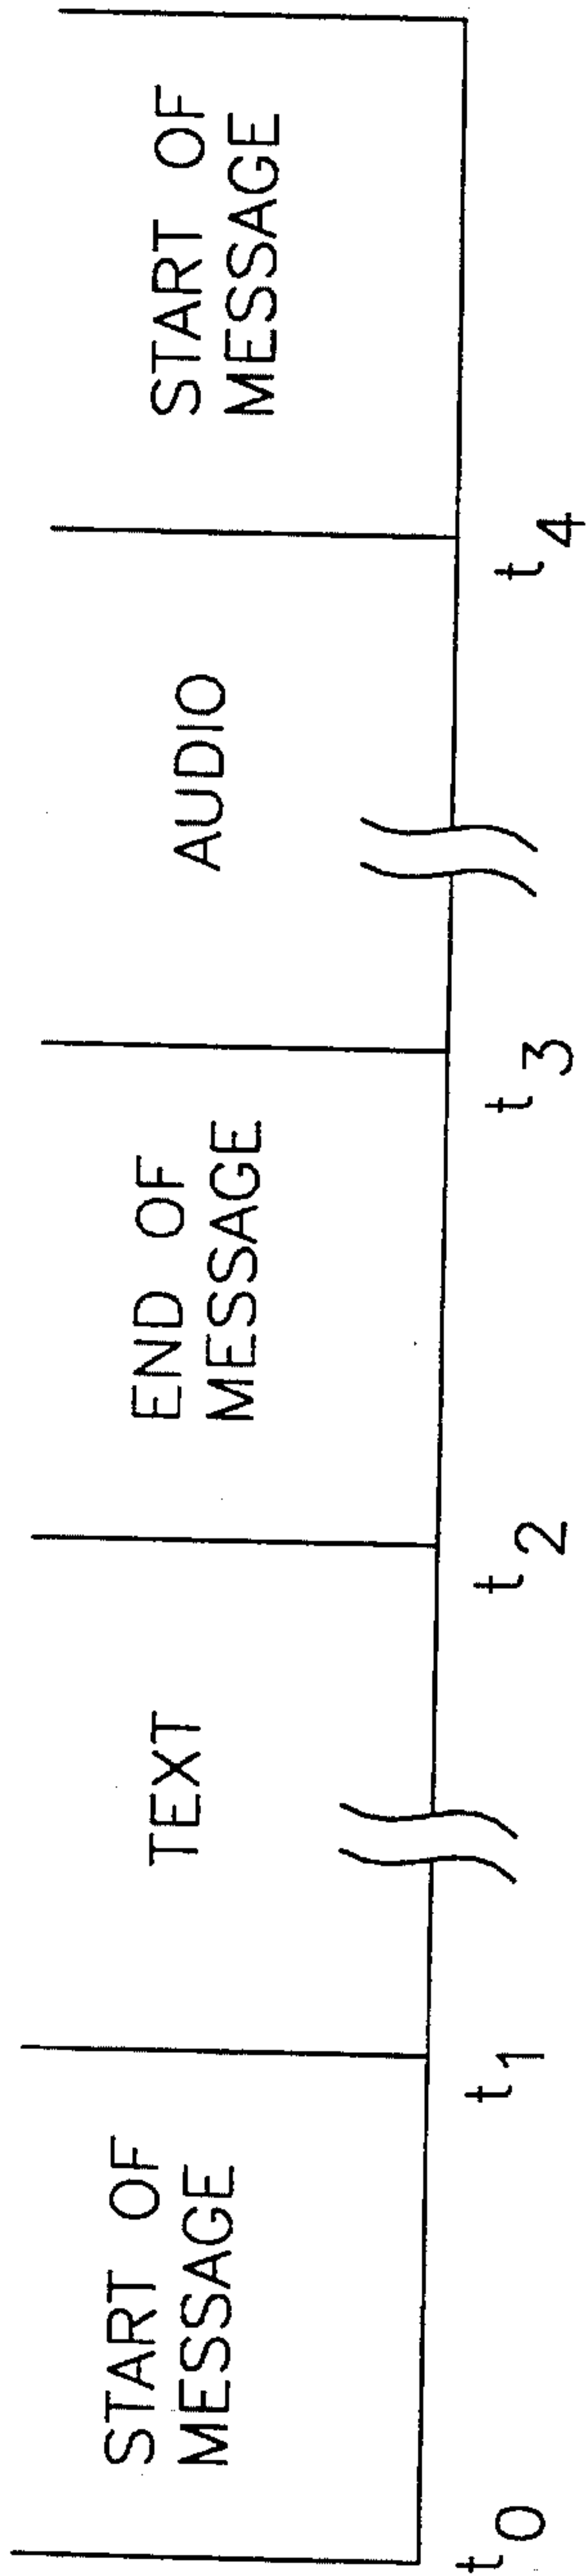 START OF
MESSAGE
TEXT
END OF
MESSAGE
AUDIO
START OF
MESSAGE
t0
t1
t2
t3
t4